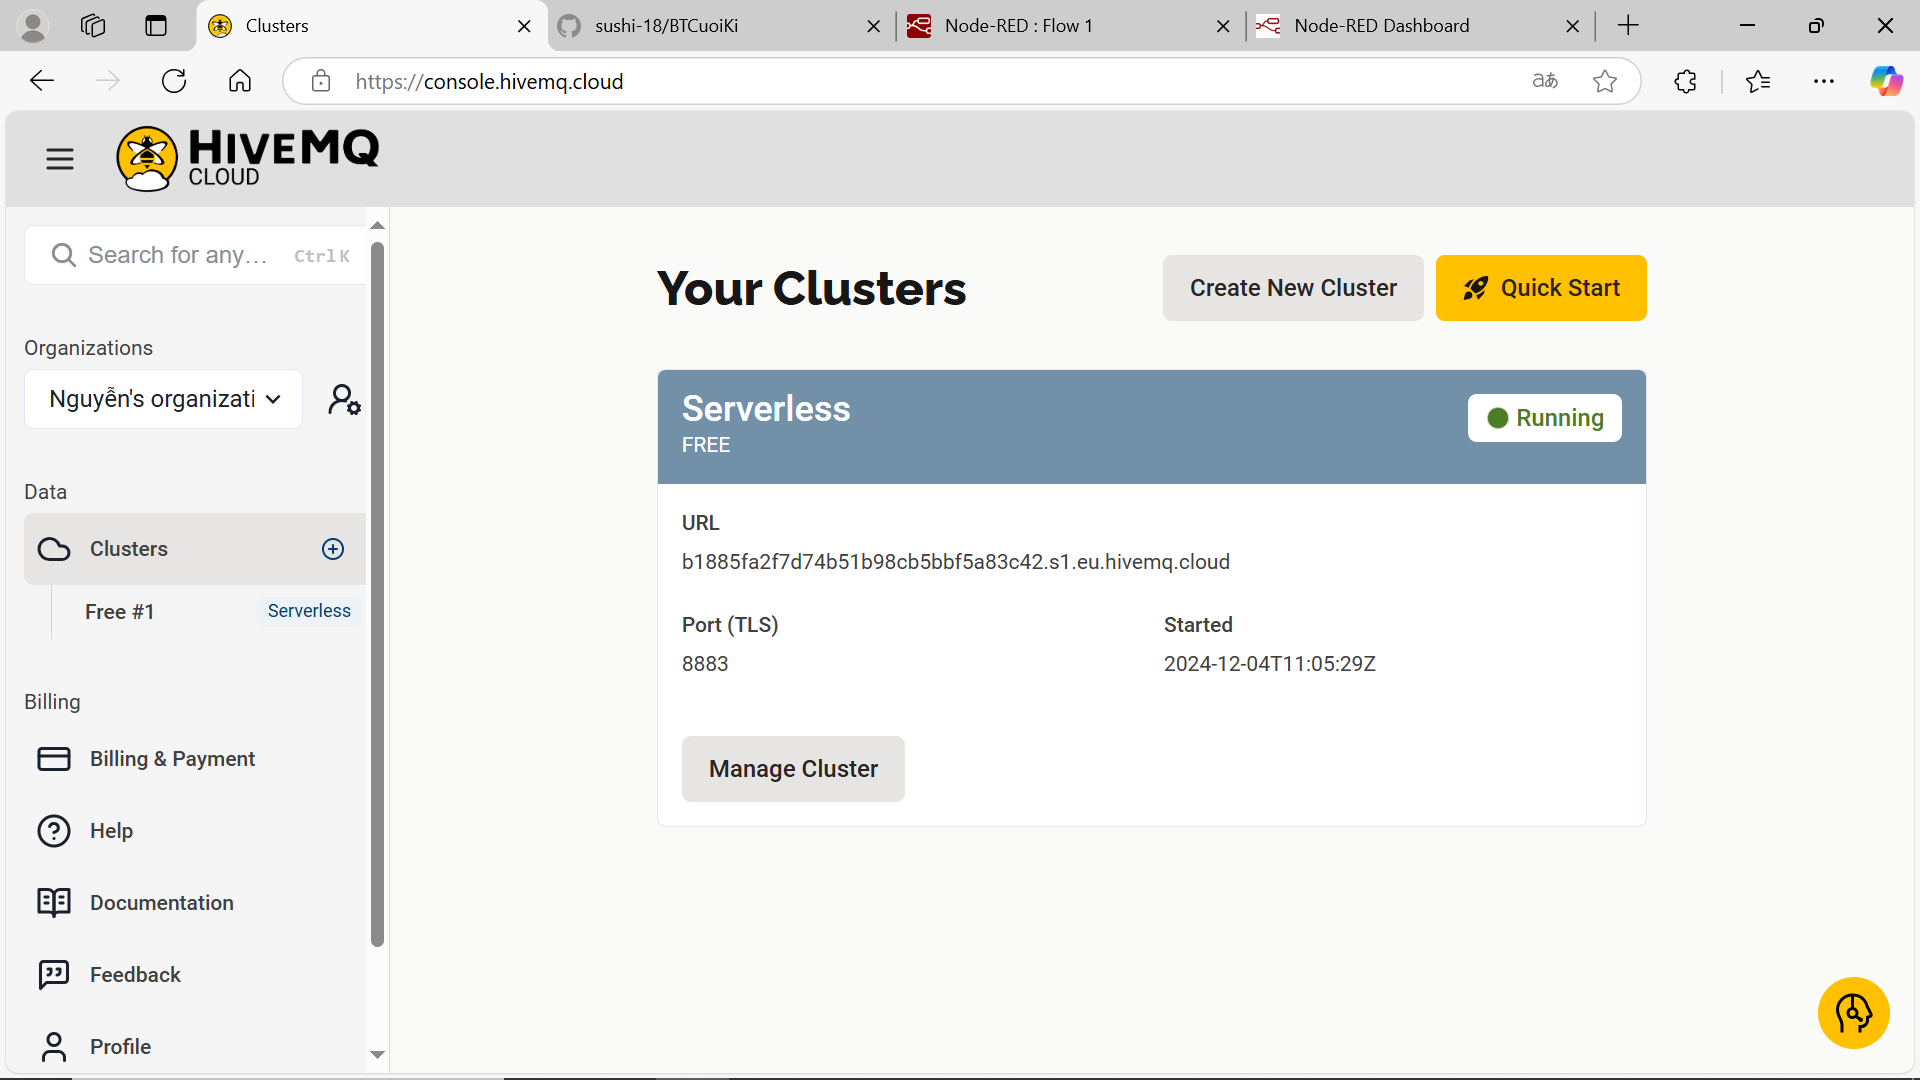 Clusters
sushi-18/BTCuoiKi
Node-RED : Flow 1
Node-RED Dashboard
https://console.hivemq.cloud
aあ
HIVEMQ
CLOUD
Search for any... Ctrl K
Organizations
Nguyễn's organizati
Data
Clusters
Free #1 Serverless
Billing
Billing & Payment
Help
Documentation
Feedback
Profile
Your Clusters
Create New Cluster
Quick Start
Serverless
FREE
Running
URL
b1885fa2f7d74b51b98cb5bbf5a83c42.s1.eu.hivemq.cloud
Port (TLS)
8883
Started
2024-12-04T11:05:29Z
Manage Cluster